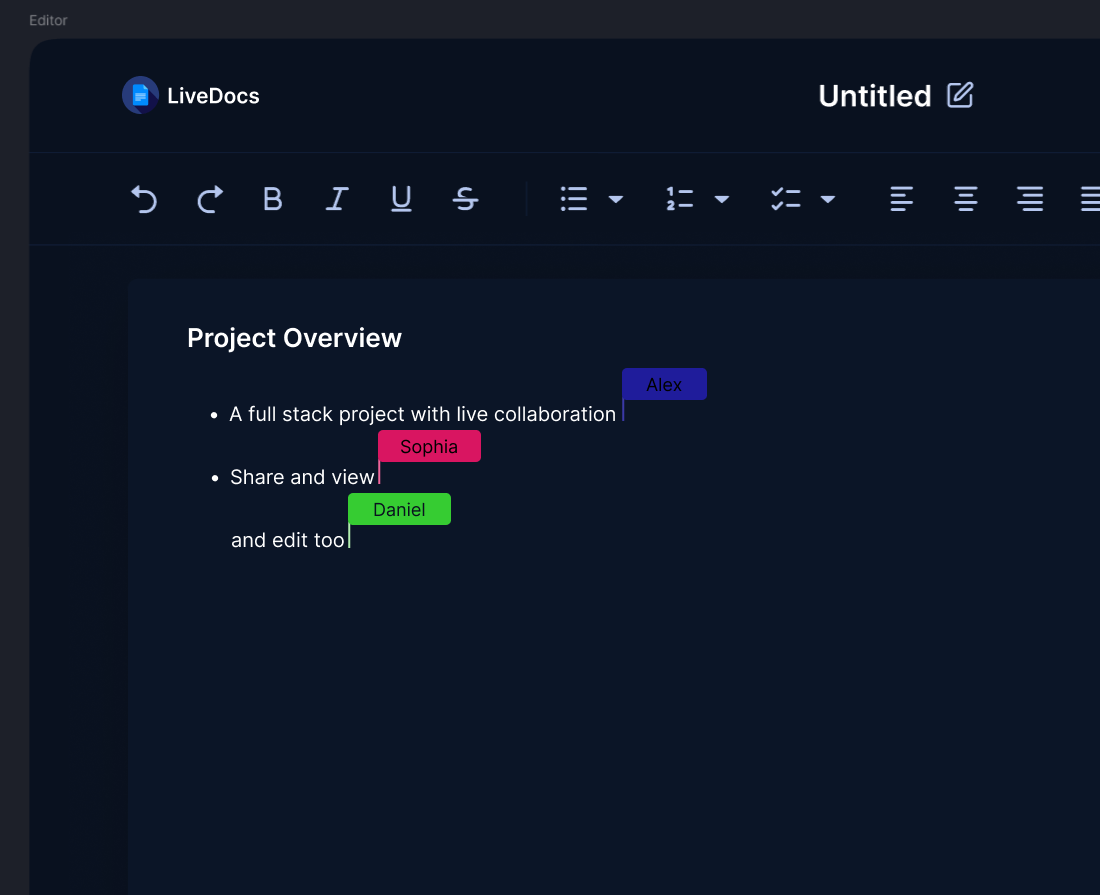 Editor
LiveDocs
Untitled
Project Overview
Alex
• A full stack project with live collaboration
Sophia
• Share and view
Daniel
and edit too